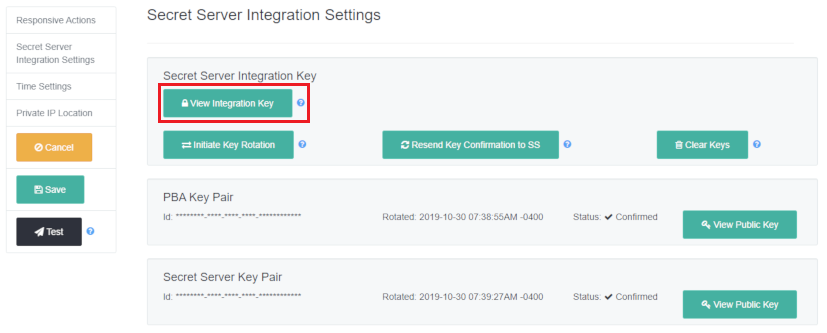 Responsive Actions
Secret Server
Integration Settings
Time Settings
Private IP Location
Cancel
Save
Test
Secret Server Integration Settings
Secret Server Integration Key
View Integration Key
Initiate Key Rotation
Resend Key Confirmation to SS
Clear Keys
PBA Key Pair
Id: ********-****-****-****-************ Rotated: 2019-10-30 07:38:55AM -0400 Status: ✔ Confirmed
View Public Key
Secret Server Key Pair
Id: ********-****-****-****-************ Rotated: 2019-10-30 07:39:27AM -0400 Status: ✔ Confirmed
View Public Key